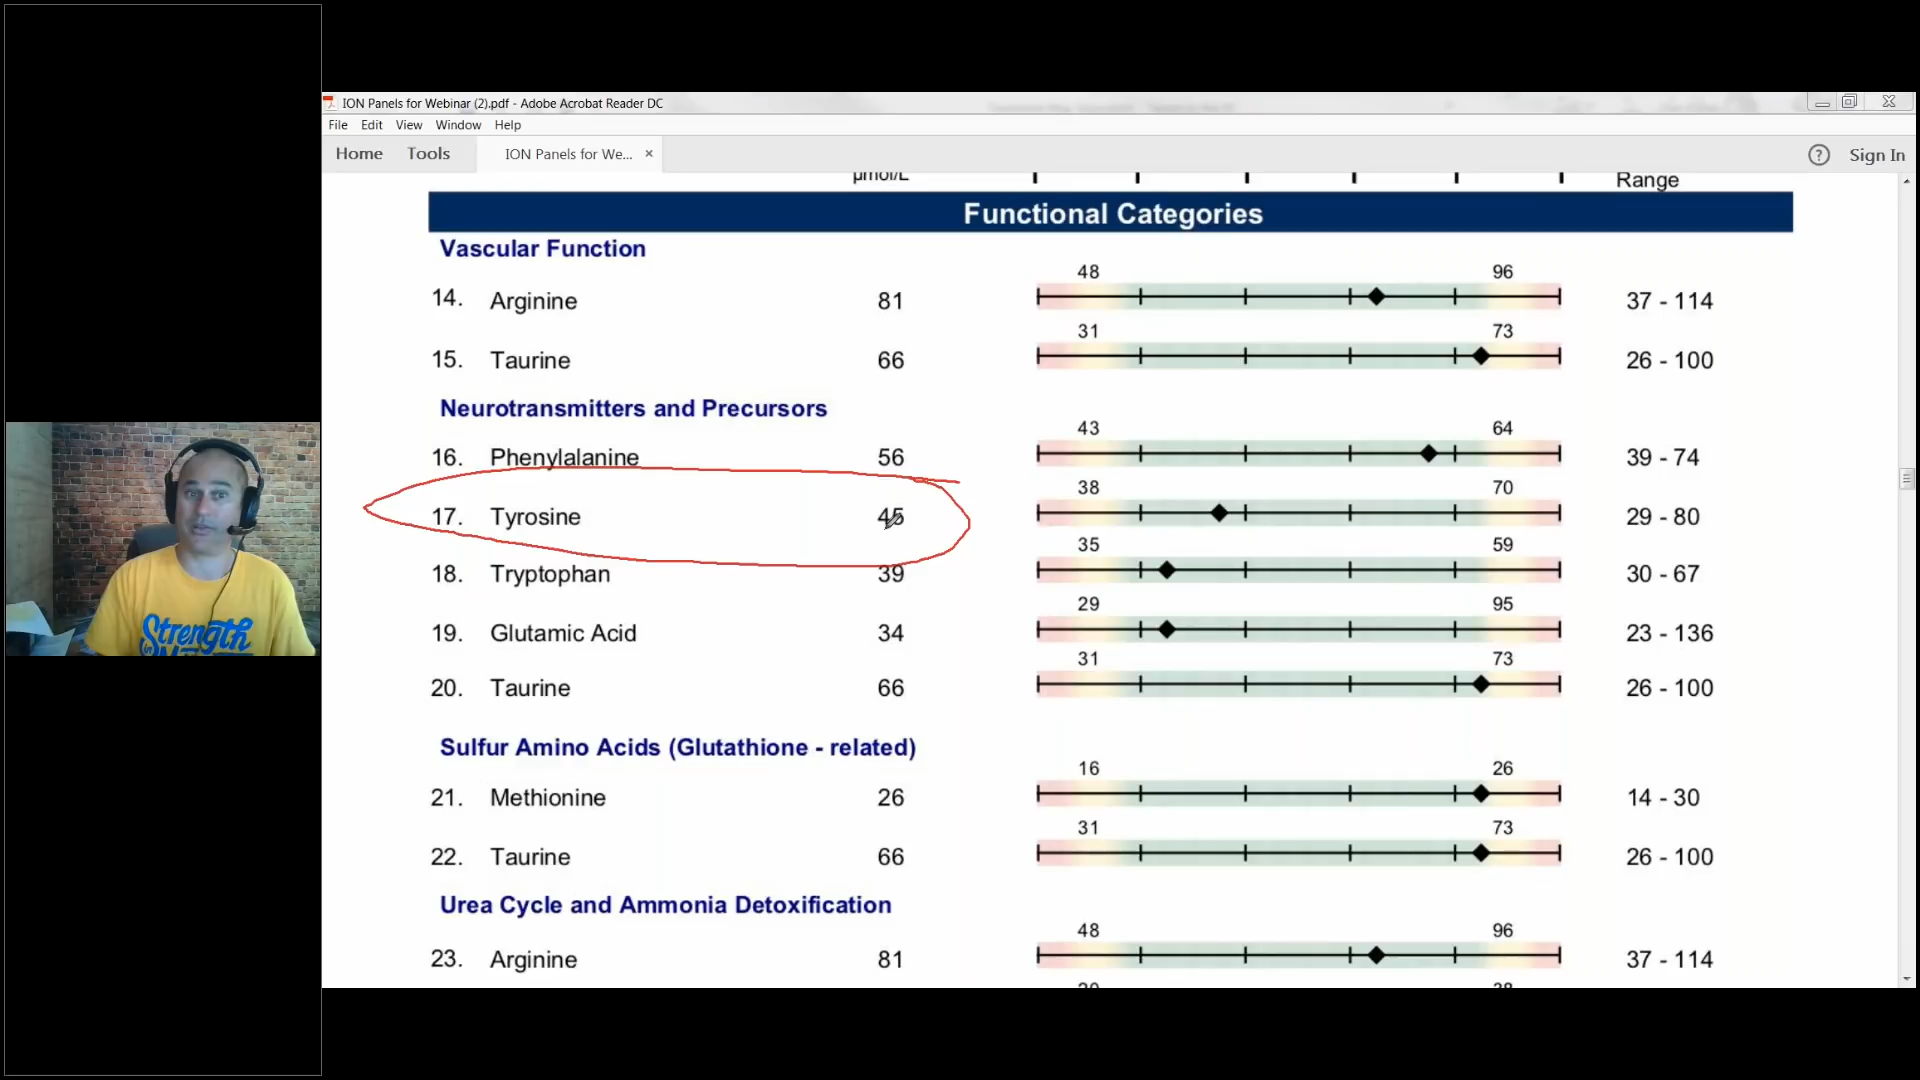 ION Panels for Webinar (2).pdf - Adobe Acrobat Reader DC
File Edit View Window Help
Home Tools ION Panels for We... × ? Sign In
µmol/L Range
Functional Categories
Vascular Function
48 96
14. Arginine 81 37 - 114
31 73
15. Taurine 66 26 - 100
Neurotransmitters and Precursors
43 64
16. Phenylalanine 56 39 - 74
38 70
17. Tyrosine 45 29 - 80
35 59
18. Tryptophan 39 30 - 67
29 95
19. Glutamic Acid 34 23 - 136
31 73
20. Taurine 66 26 - 100
Sulfur Amino Acids (Glutathione - related)
16 26
21. Methionine 26 14 - 30
31 73
22. Taurine 66 26 - 100
Urea Cycle and Ammonia Detoxification
48 96
23. Arginine 81 37 - 114
Strength